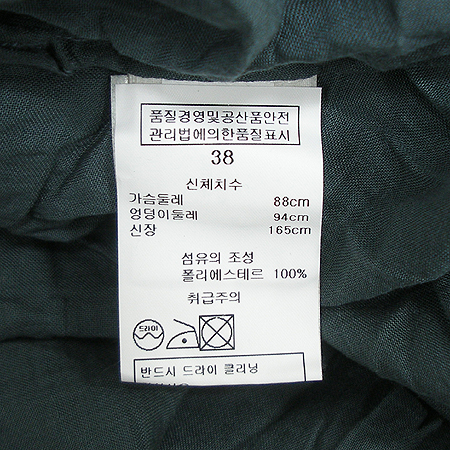 품질경영및공산품안전
관리법에의한품질표시
38
신체치수
가슴둘레 88cm
엉덩이둘레 94cm
신장 165cm
섬유의 조성
폴리에스테르 100%
취급주의
드라이
반드시 드라이 클리닝